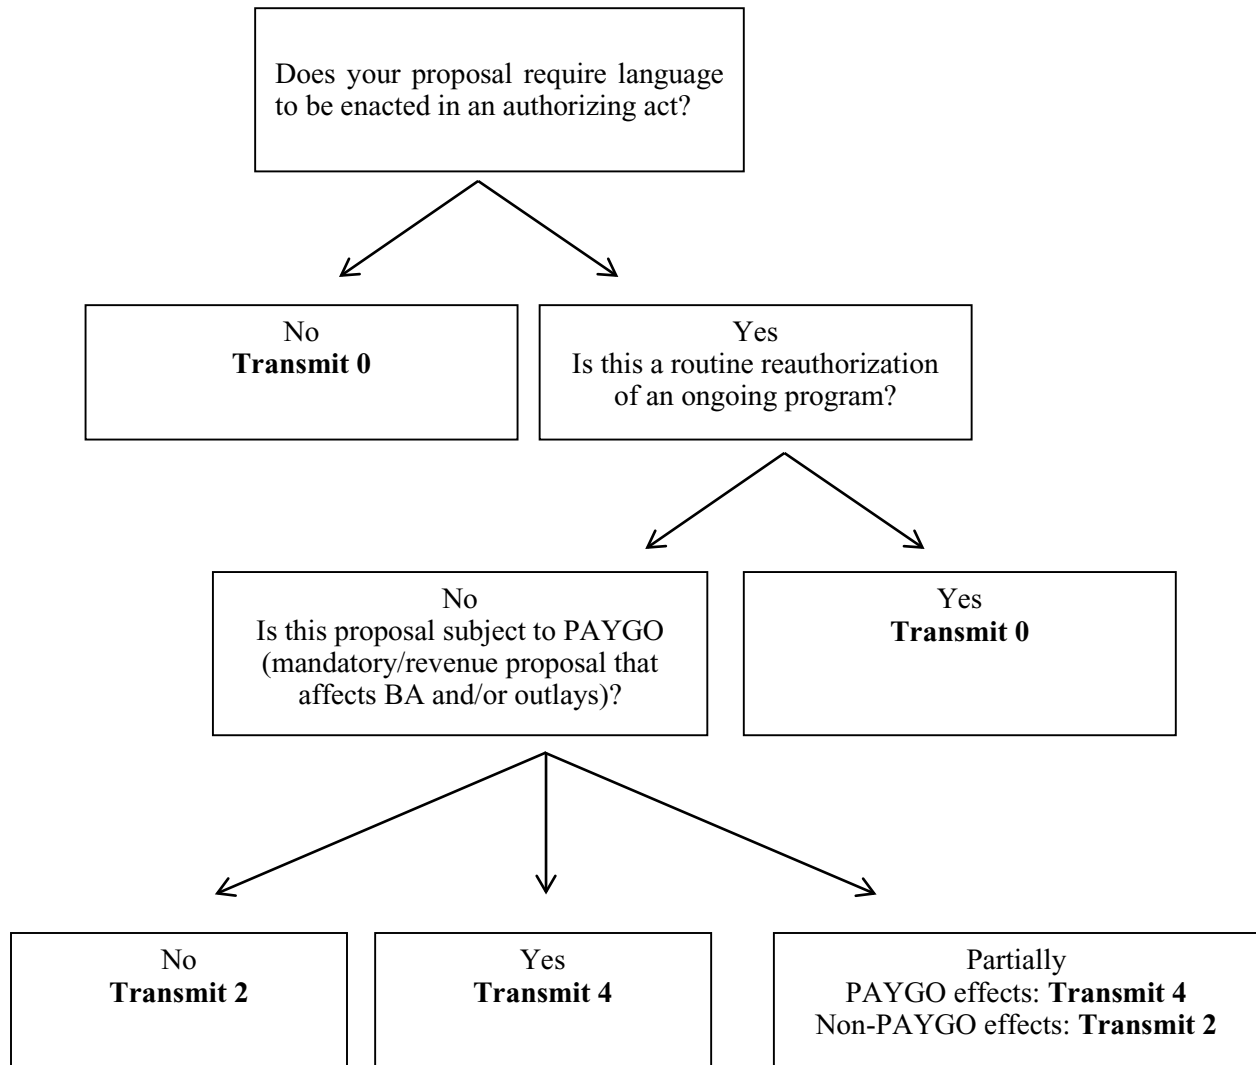 Does your proposal require language
to be enacted in an authorizing act?
No
Transmit 0
Yes
Is this a routine reauthorization
of an ongoing program?
No
Is this proposal subject to PAYGO
(mandatory/revenue proposal that
affects BA and/or outlays)?
Yes
Transmit 0
No
Transmit 2
Yes
Transmit 4
Partially
PAYGO effects: Transmit 4
Non-PAYGO effects: Transmit 2